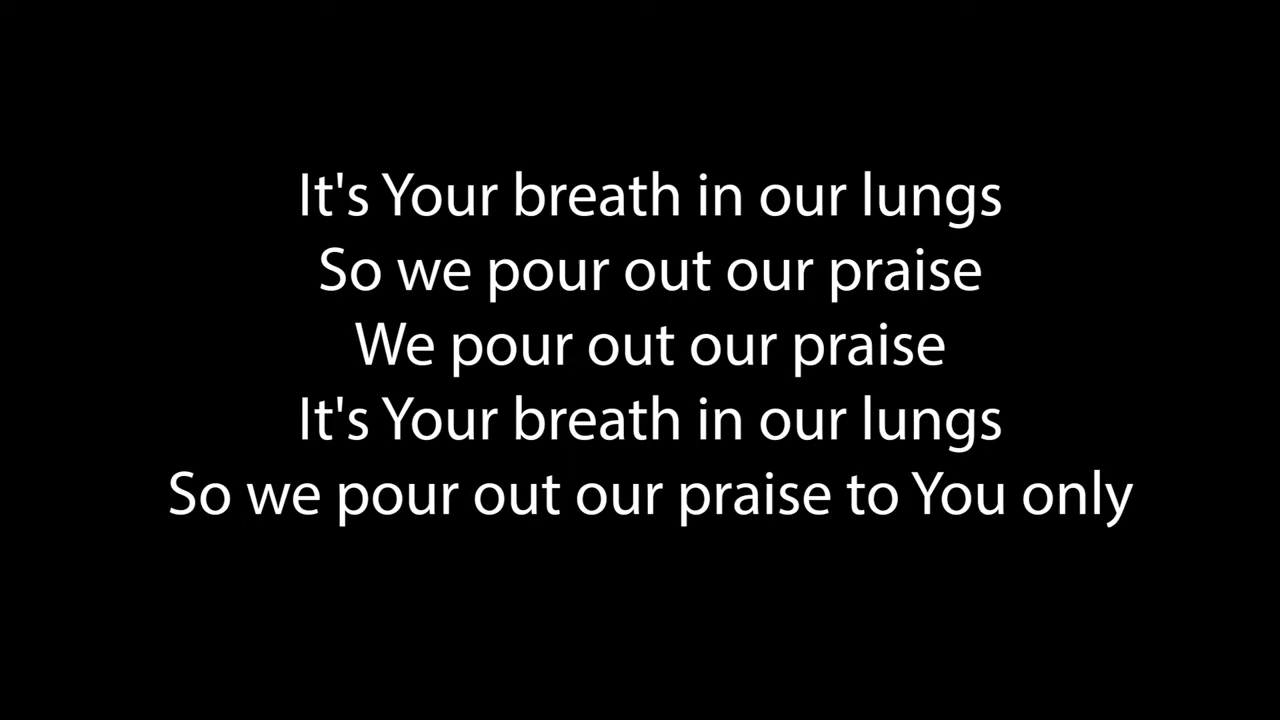 It's Your breath in our lungs
So we pour out our praise
We pour out our praise
It's Your breath in our lungs
So we pour out our praise to You only